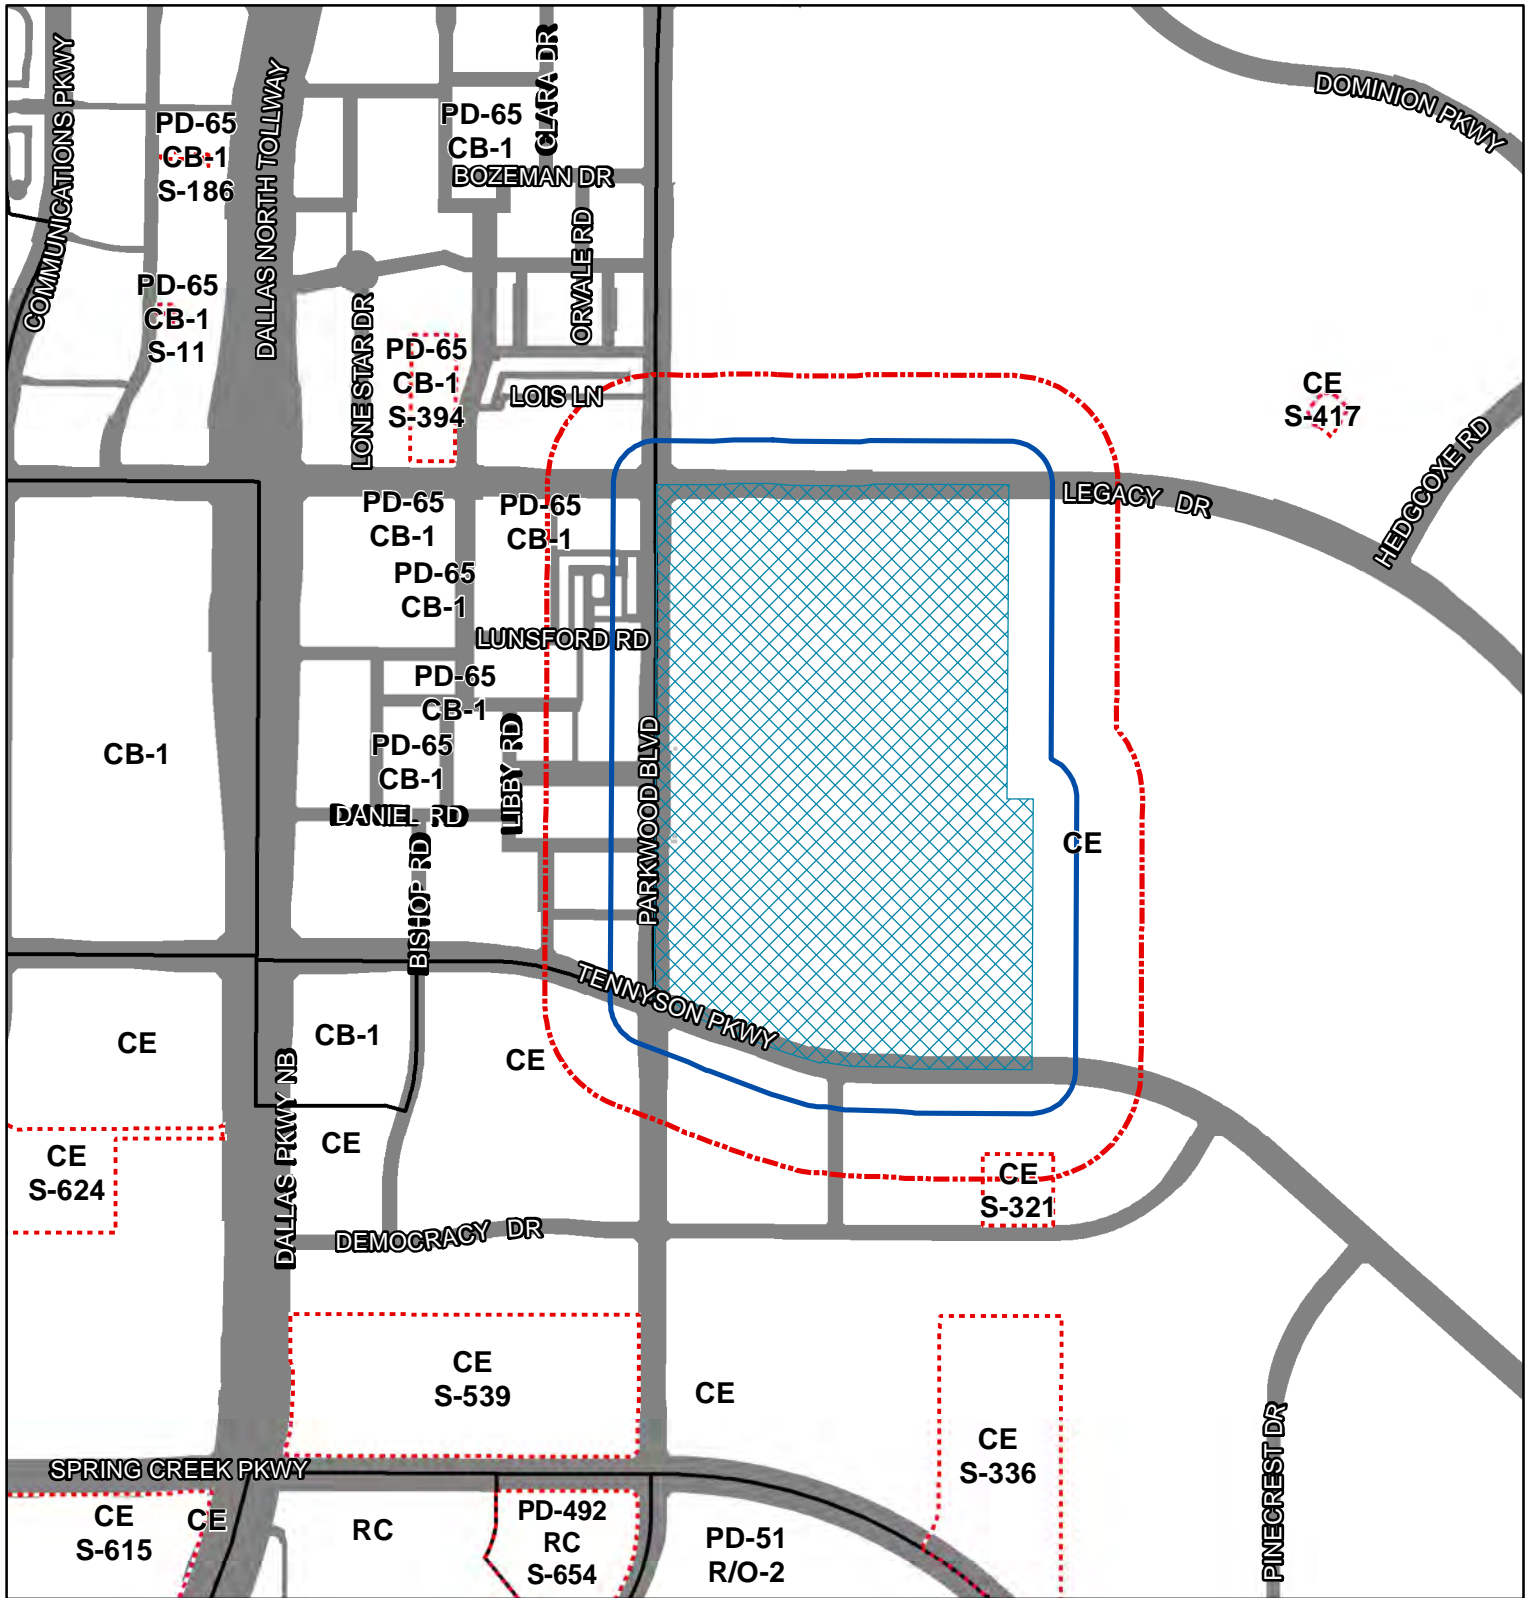 COMMUNICATIONS PKWY
DALLAS NORTH TOLLWAY
CLARA DR
DOMINION PKWY
PD-65
CB-1
S-186
PD-65
CB-1
BOZEMAN DR
ORVALE RD
PD-65
CB-1
S-11
LONE STAR DR
PD-65
CB-1
S-394
LOIS LN
CE
S-417
HEDGCOXE RD
LEGACY DR
PD-65
CB-1
PD-65
CB-1
PD-65
CB-1
LUNSFORD RD
PD-65
CB-1
PD-65
CB-1
LIBBY RD
PARKWOOD BLVD
CB-1
DANIEL RD
BISHOP RD
CE
TENNYSON PKWY
CE
CB-1
CE
DALLAS PKWY NB
CE
CE
S-624
CE
S-321
DEMOCRACY DR
CE
S-539
CE
CE
S-336
PINECREST DR
SPRING CREEK PKWY
CE
S-615
CE
RC
PD-492
RC
S-654
PD-51
R/O-2